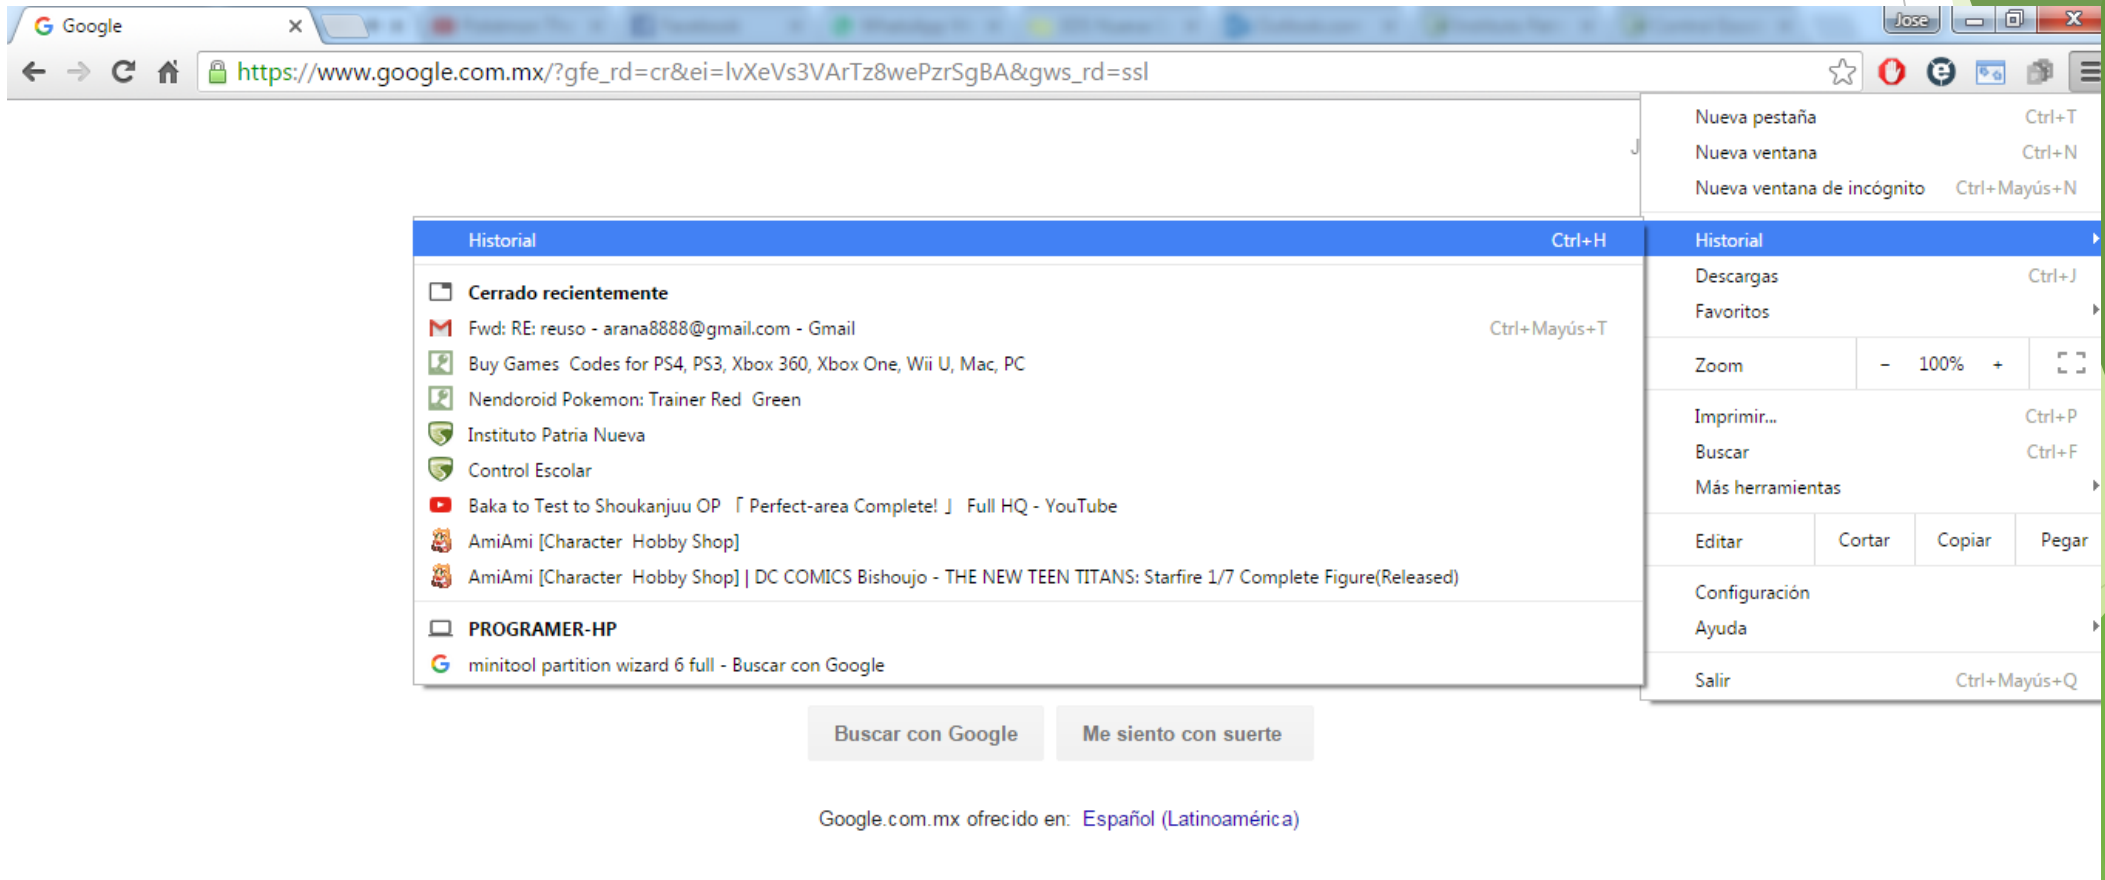 Google
Jose
https://www.google.com.mx/?gfe_rd=cr&ei=lvXeVs3VArTz8wePzrSgBA&gws_rd=ssl
J
Nueva pestaña Ctrl+T
Nueva ventana Ctrl+N
Nueva ventana de incógnito Ctrl+Mayús+N
Historial
Descargas Ctrl+J
Favoritos
Zoom - 100% +
Imprimir... Ctrl+P
Buscar Ctrl+F
Más herramientas
Editar Cortar Copiar Pegar
Configuración
Ayuda
Salir Ctrl+Mayús+Q
Historial Ctrl+H
Cerrado recientemente
Fwd: RE: reuso - arana8888@gmail.com - Gmail Ctrl+Mayús+T
Buy Games Codes for PS4, PS3, Xbox 360, Xbox One, Wii U, Mac, PC
Nendoroid Pokemon: Trainer Red Green
Instituto Patria Nueva
Control Escolar
Baka to Test to Shoukanjuu OP 「 Perfect-area Complete! 」 Full HQ - YouTube
AmiAmi [Character Hobby Shop]
AmiAmi [Character Hobby Shop] | DC COMICS Bishoujo - THE NEW TEEN TITANS: Starfire 1/7 Complete Figure(Released)
PROGRAMER-HP
minitool partition wizard 6 full - Buscar con Google
Buscar con Google Me siento con suerte
Google.com.mx ofrecido en: Español (Latinoamérica)